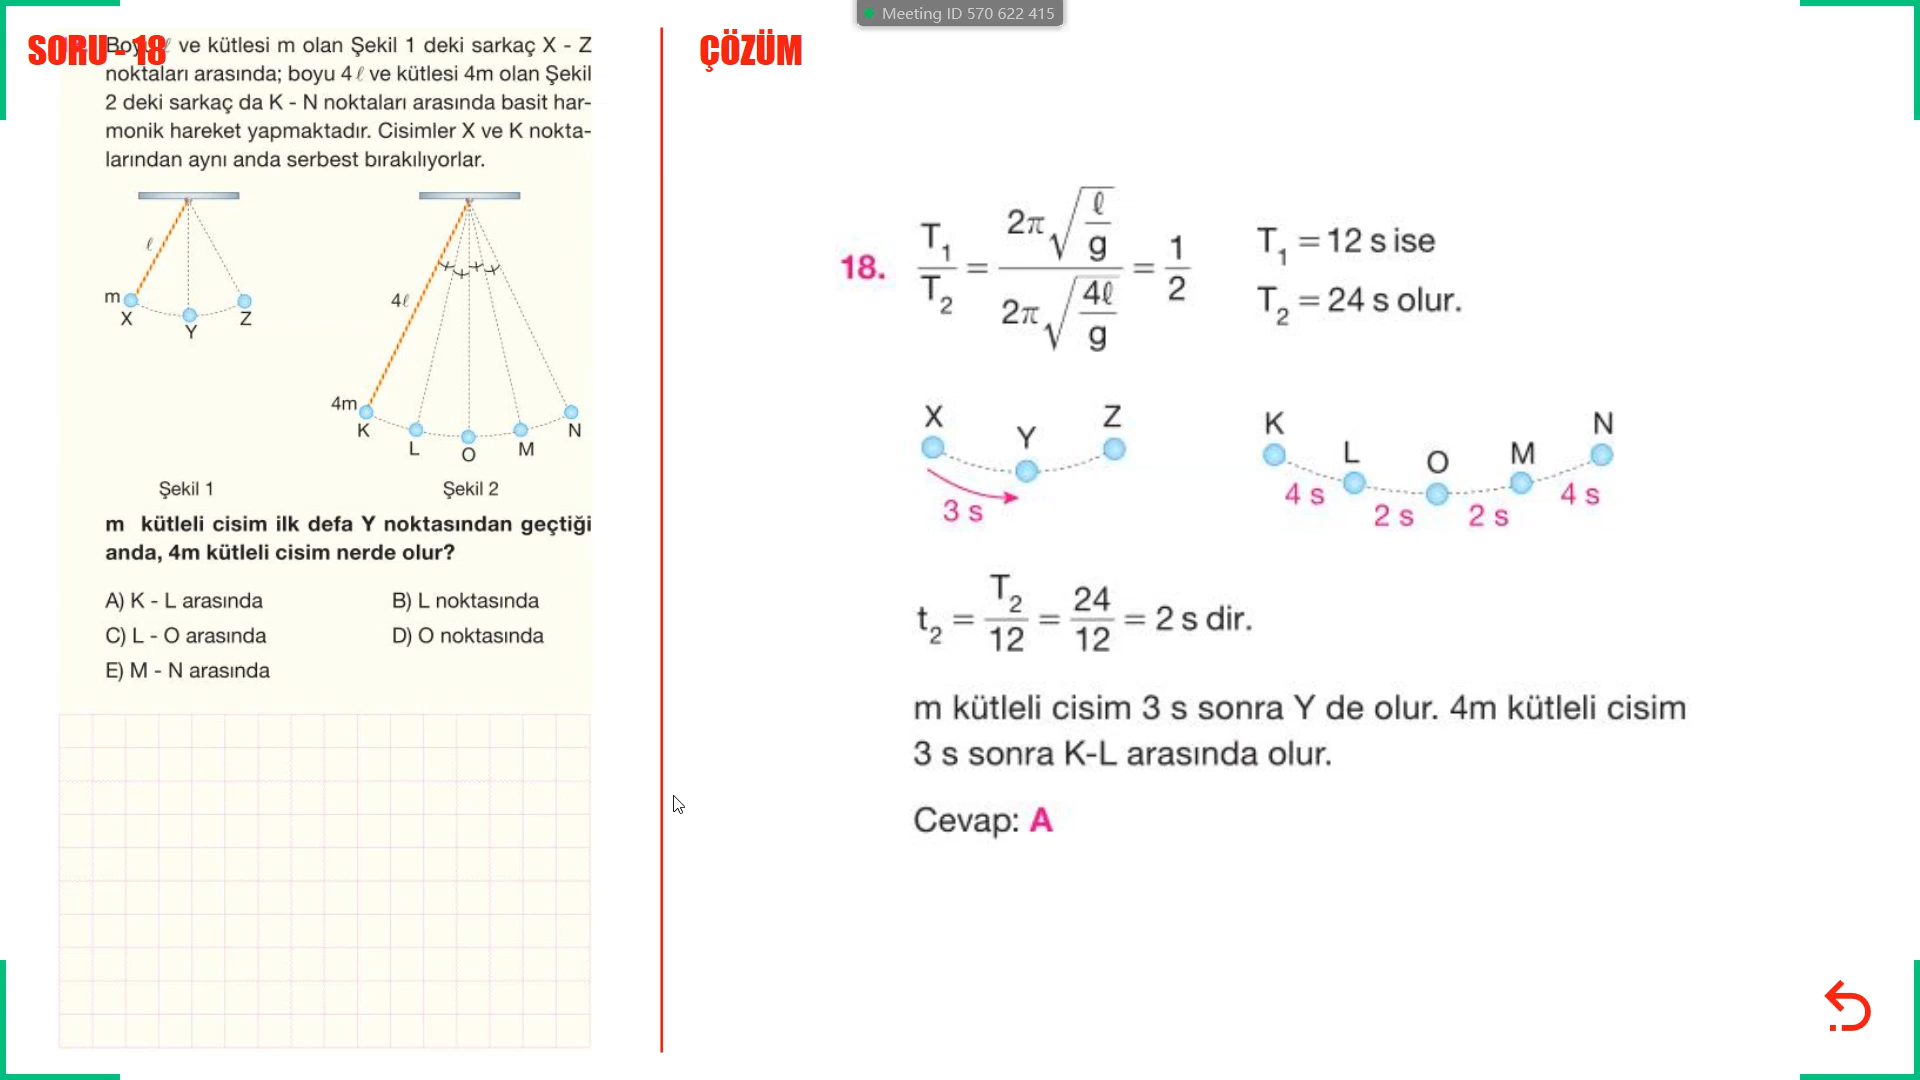 Meeting ID 570 622 415
SORU - 18
Boyu ℓ ve kütlesi m olan Şekil 1 deki sarkaç X - Z
noktaları arasında; boyu 4 ℓ ve kütlesi 4m olan Şekil
2 deki sarkaç da K - N noktaları arasında basit har-
monik hareket yapmaktadır. Cisimler X ve K nokta-
larından aynı anda serbest bırakılıyorlar.
ℓ
m
X
Y
Z
4ℓ
4m
K
L
O
M
N
Şekil 1
Şekil 2
m kütleli cisim ilk defa Y noktasından geçtiği
anda, 4m kütleli cisim nerde olur?
A) K - L arasında
B) L noktasında
C) L - O arasında
D) O noktasında
E) M - N arasında
ÇÖZÜM
18. T₁/T₂ = 2π√(ℓ/g) / 2π√(4ℓ/g) = 1/2
T₁ = 12 s ise
T₂ = 24 s olur.
X
Y
Z
3 s
K
L
O
M
N
4 s
2 s
2 s
4 s
t₂ = T₂/12 = 24/12 = 2 s dir.
m kütleli cisim 3 s sonra Y de olur. 4m kütleli cisim
3 s sonra K-L arasında olur.
Cevap: A